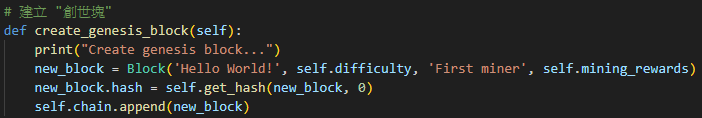 # 建立 "創世塊"
def create_genesis_block(self):
    print("Create genesis block...")
    new_block = Block('Hello World!', self.difficulty, 'First miner', self.mining_rewards)
    new_block.hash = self.get_hash(new_block, 0)
    self.chain.append(new_block)